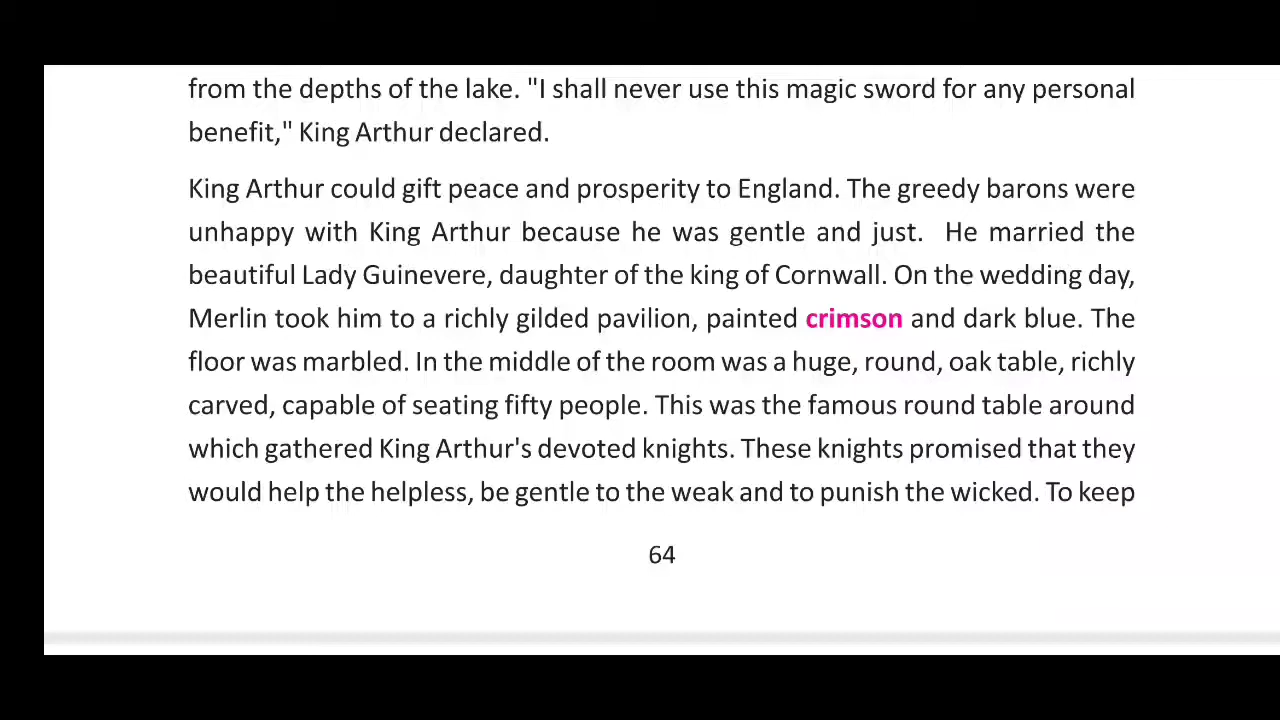 from the depths of the lake. "I shall never use this magic sword for any personal
benefit," King Arthur declared.
King Arthur could gift peace and prosperity to England. The greedy barons were
unhappy with King Arthur because he was gentle and just. He married the
beautiful Lady Guinevere, daughter of the king of Cornwall. On the wedding day,
Merlin took him to a richly gilded pavilion, painted crimson and dark blue. The
floor was marbled. In the middle of the room was a huge, round, oak table, richly
carved, capable of seating fifty people. This was the famous round table around
which gathered King Arthur's devoted knights. These knights promised that they
would help the helpless, be gentle to the weak and to punish the wicked. To keep
64